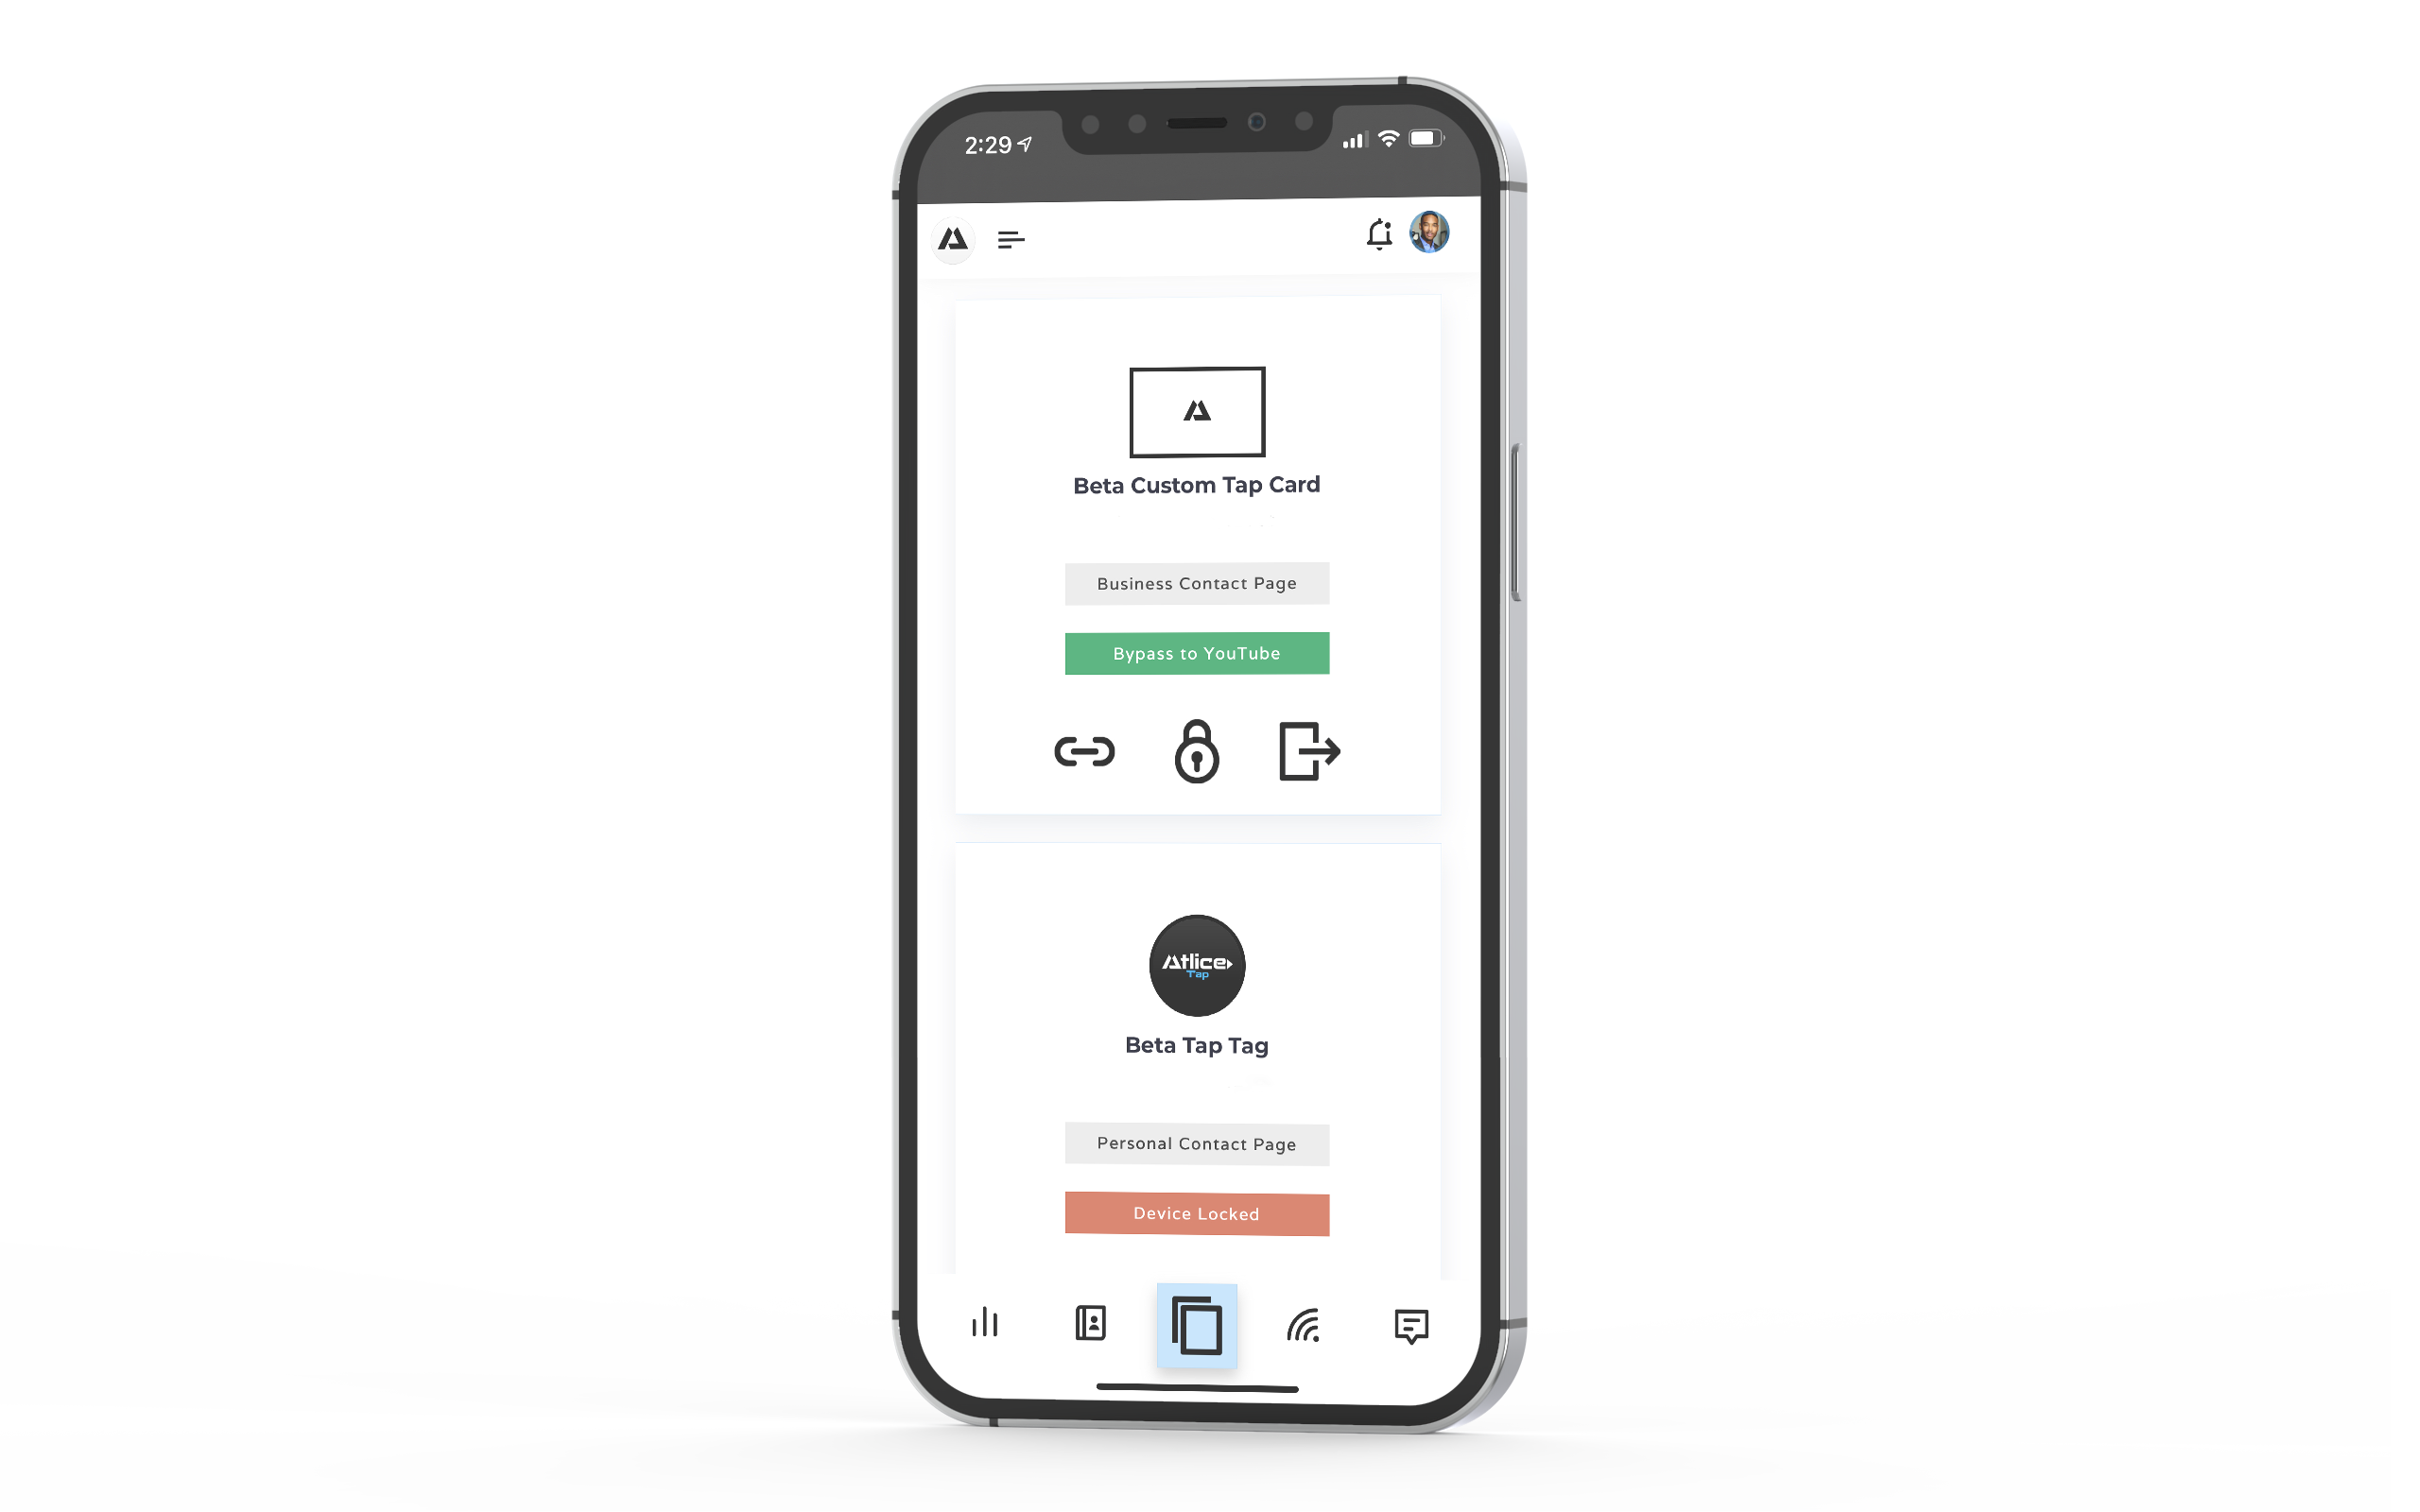 2:29
Beta Custom Tap Card
Business Contact Page
Bypass to YouTube
Atlice
Tap
Beta Tap Tag
Personal Contact Page
Device Locked